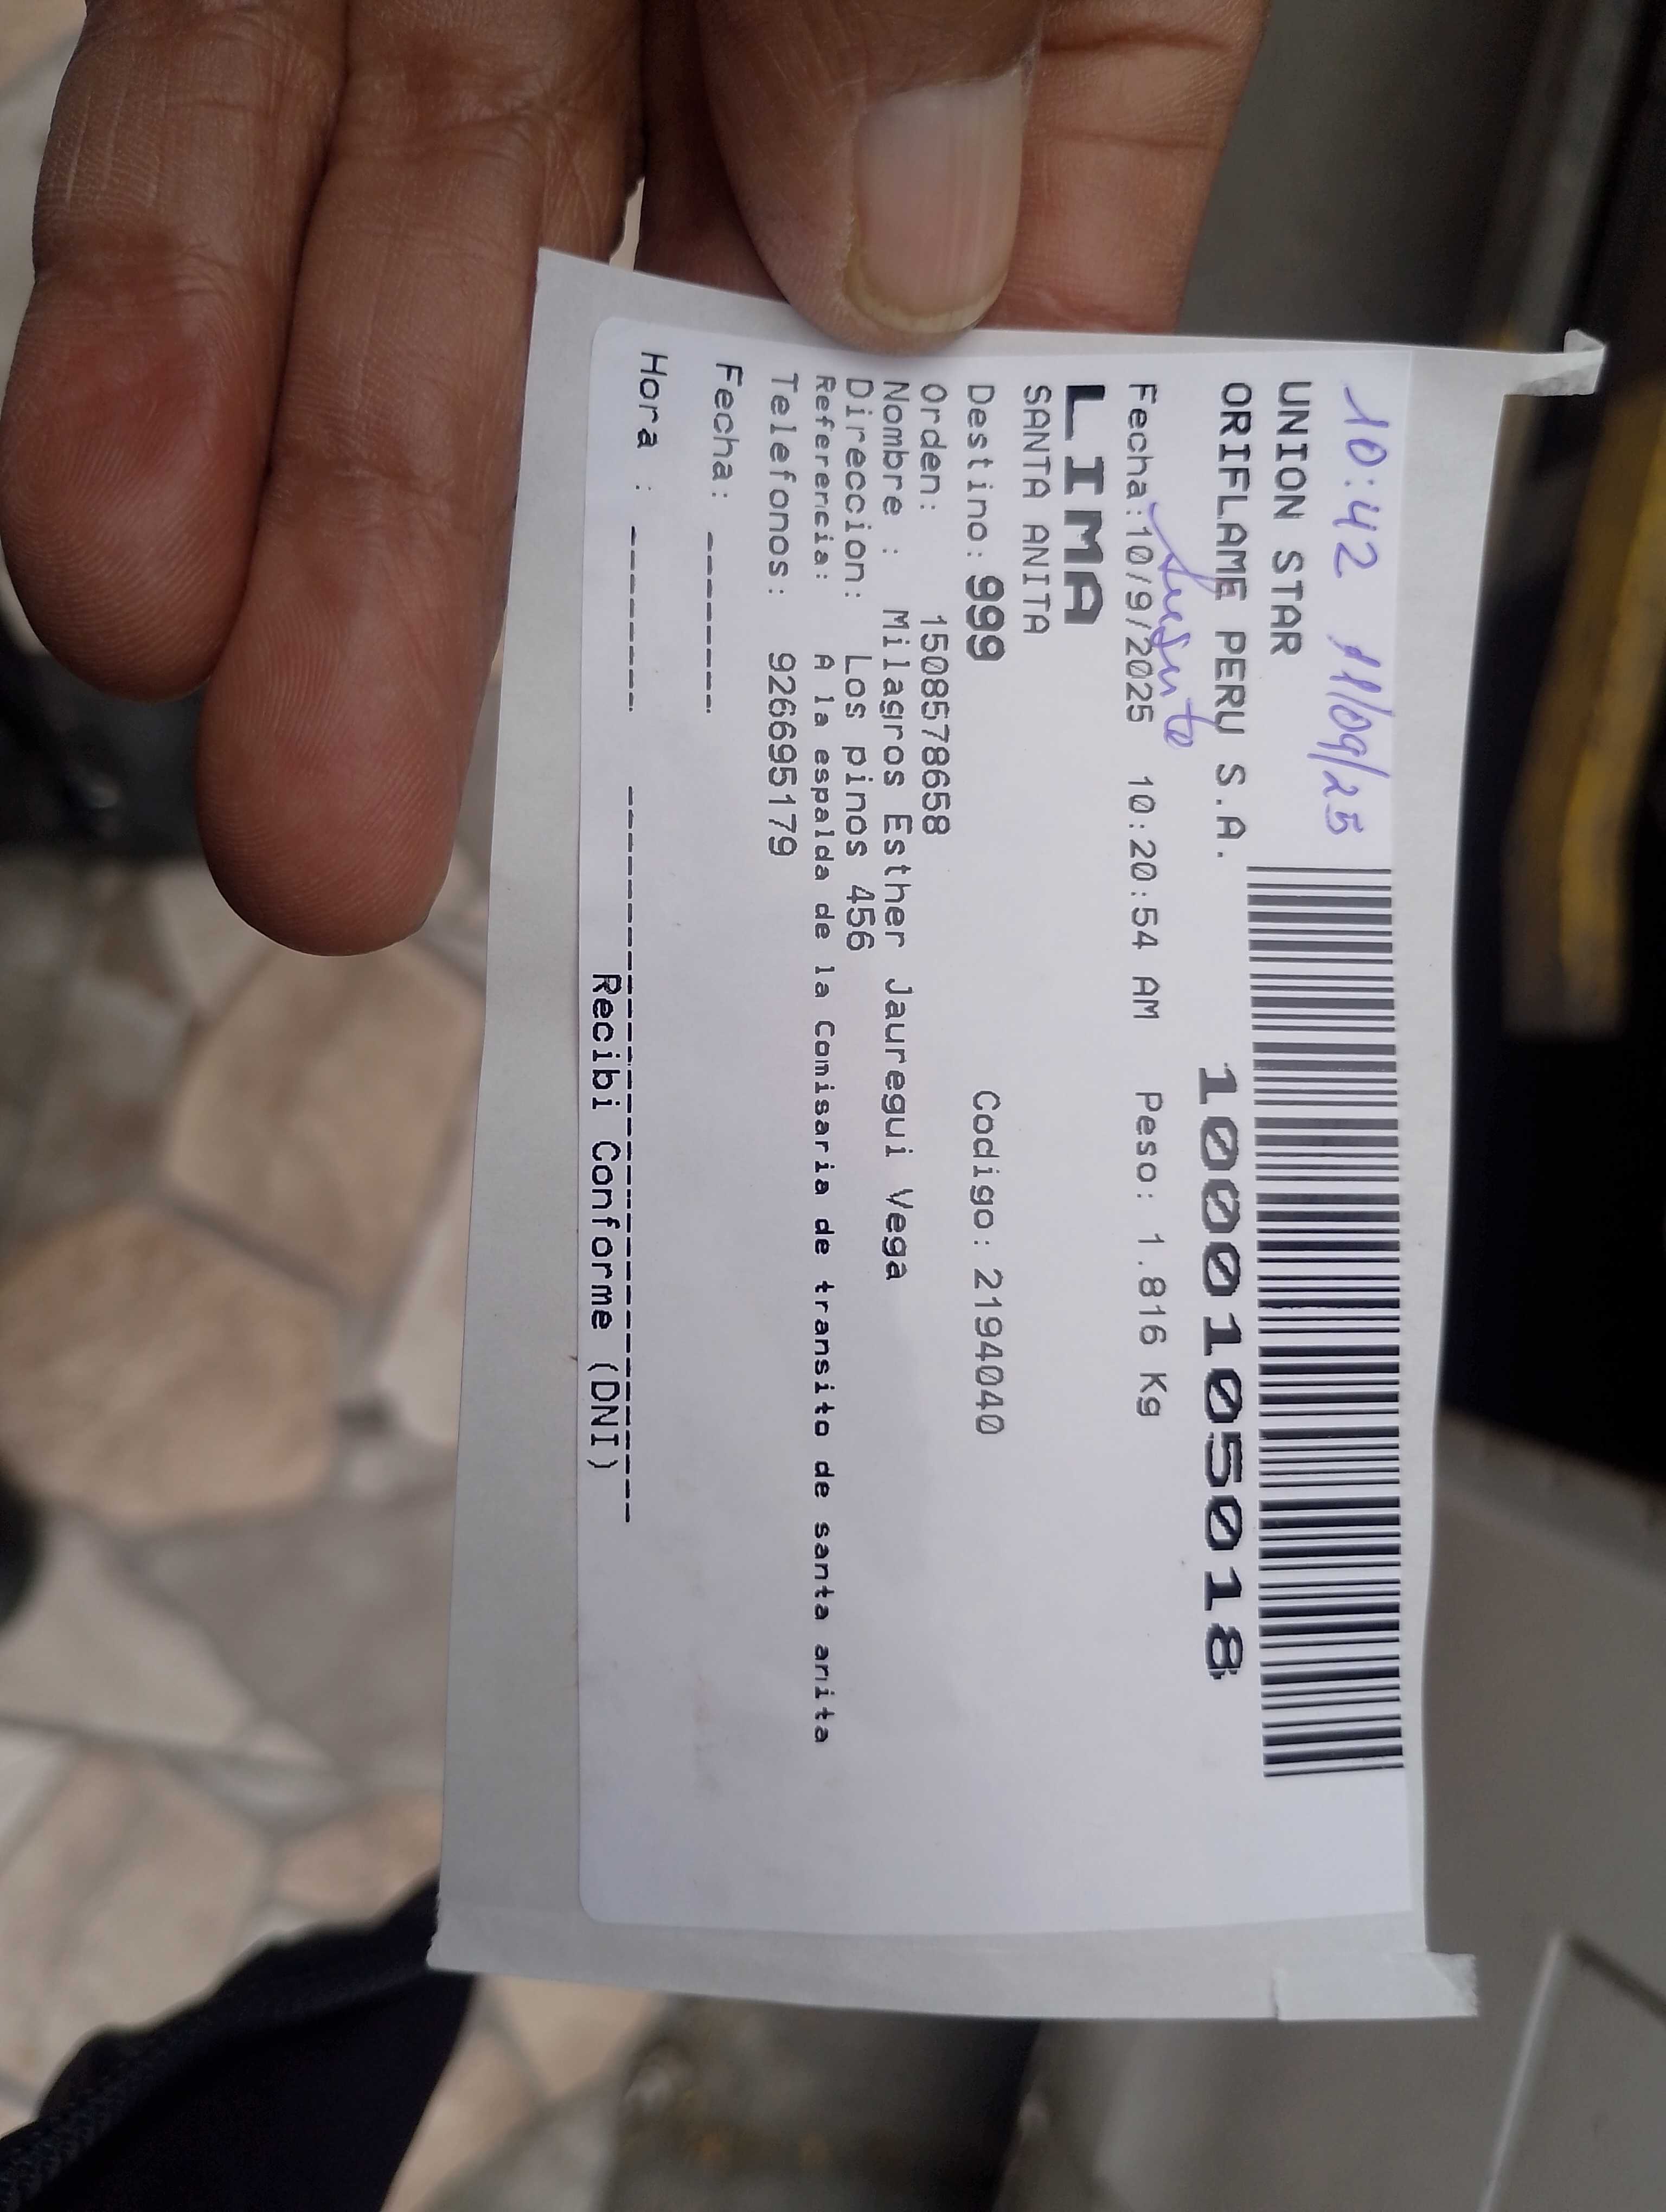 10:42 11/09/25
UNION STAR
ORIFLAME PERU S.A.
1000105018
Fecha:10/9/2025 10:20:54 AM Peso: 1.816 Kg
LIMA
SANTA ANITA
Destino: 999 Codigo: 2194040
Orden: 1508578658
Nombre : Milagros Esther Jauregui Vega
Direccion: Los pinos 456
Referencia: A la espalda de la Comisaria de transito de santa anita
Telefonos: 926695179
Fecha: -------
Hora : ------- ----------------------------
Recibi Conforme (DNI)